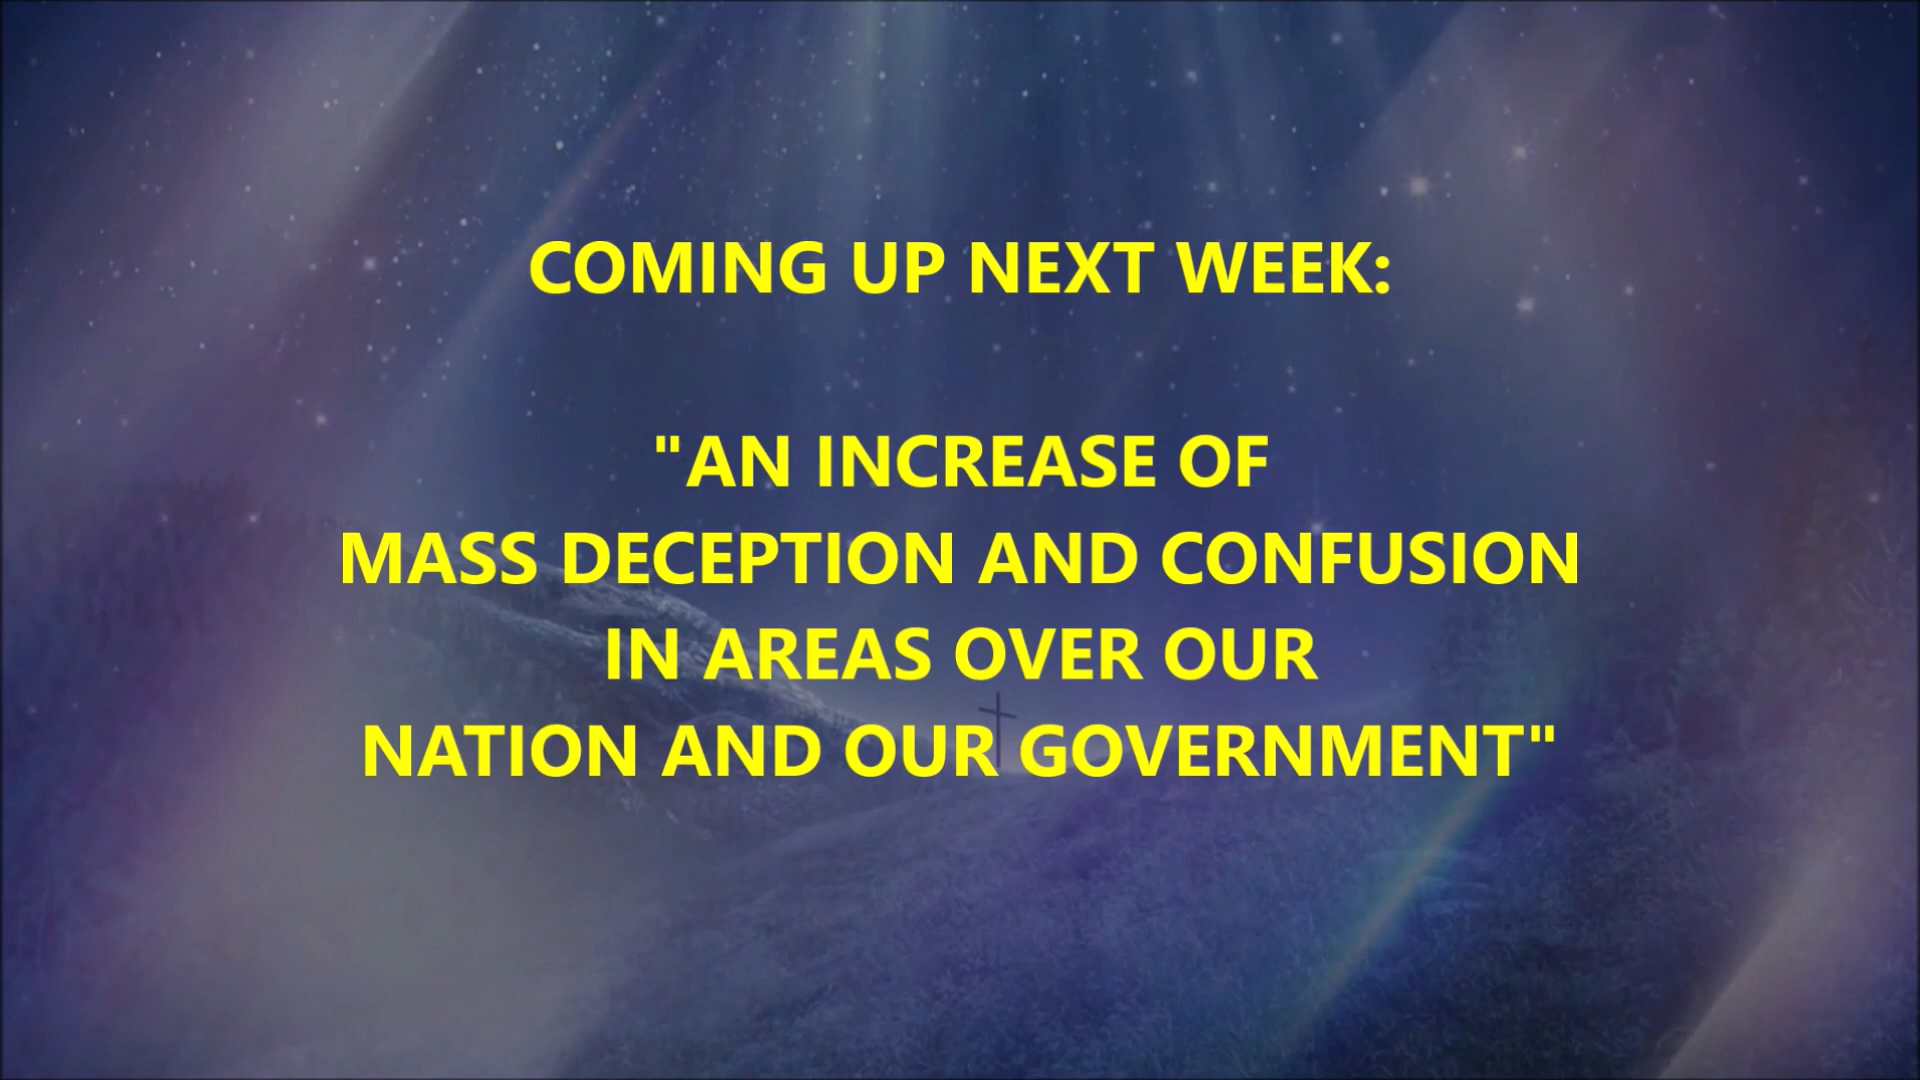 COMING UP NEXT WEEK:
"AN INCREASE OF
MASS DECEPTION AND CONFUSION
IN AREAS OVER OUR
NATION AND OUR GOVERNMENT"